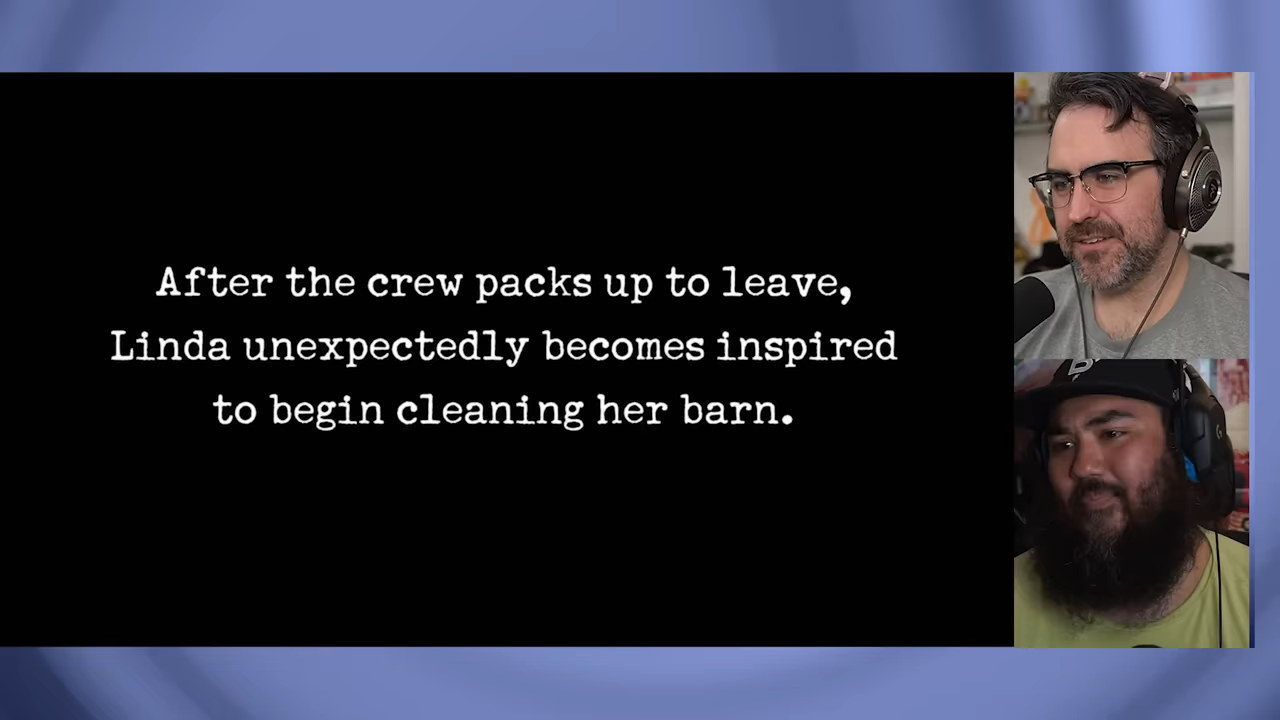 After the crew packs up to leave,
Linda unexpectedly becomes inspired
to begin cleaning her barn.